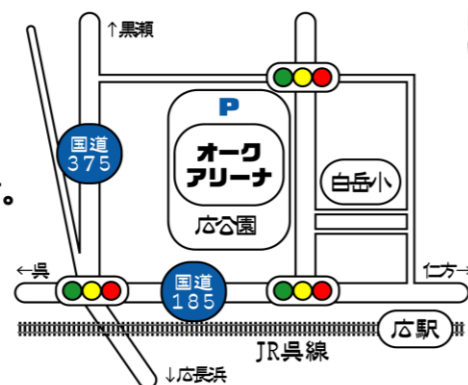 ↑黒瀬
P
国道
375
オーク
アリーナ
白岳小
広公園
。
←呉
仁方→
国道
185
広駅
JR呉線
↓広長浜